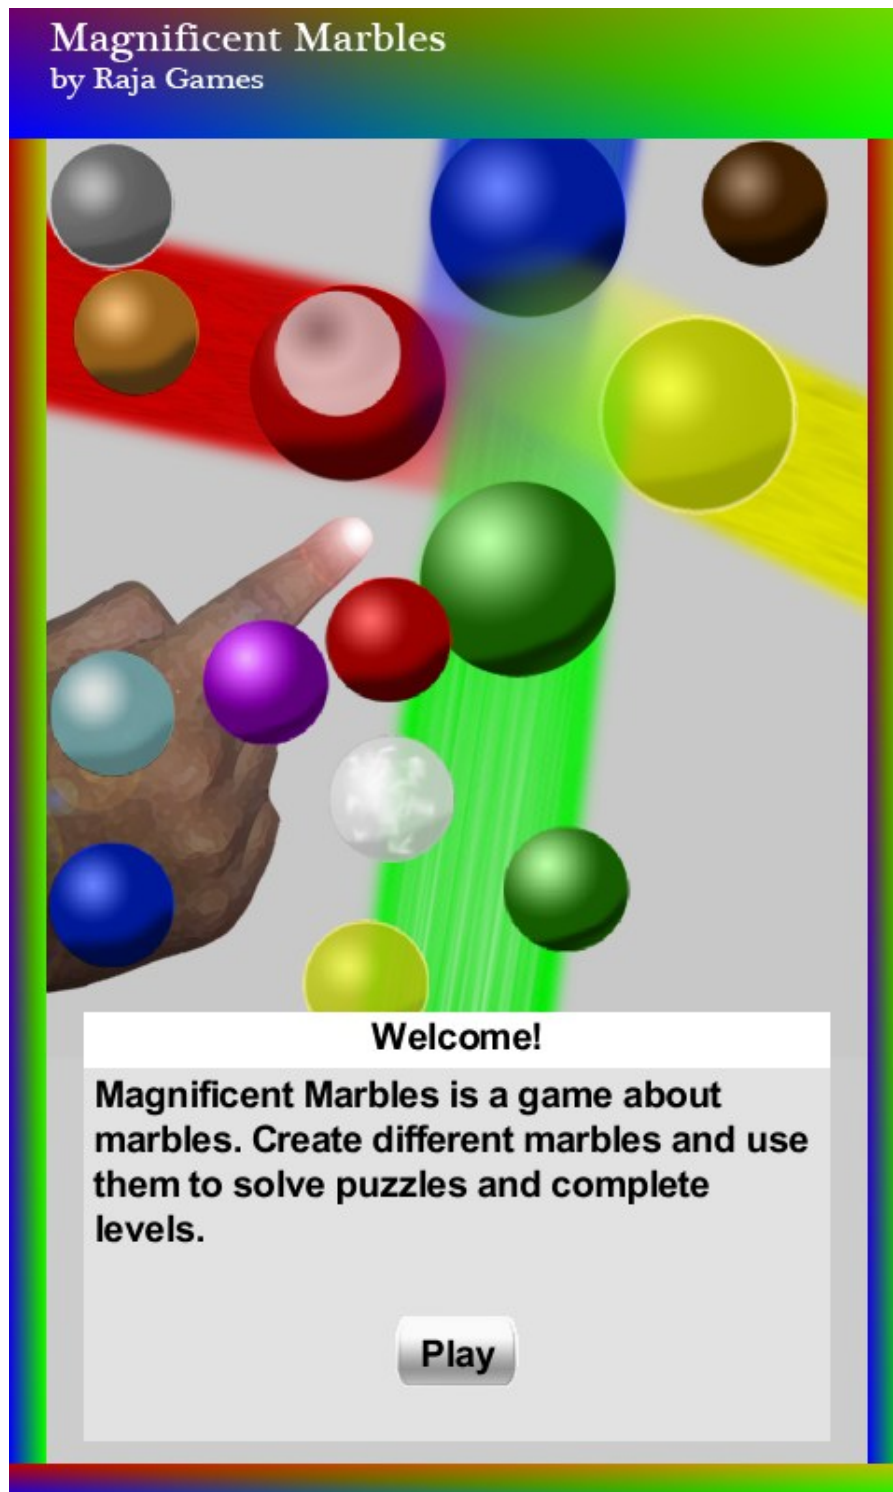 Magnificent Marbles
by Raja Games
Welcome!
Magnificent Marbles is a game about
marbles. Create different marbles and use
them to solve puzzles and complete
levels.
Play